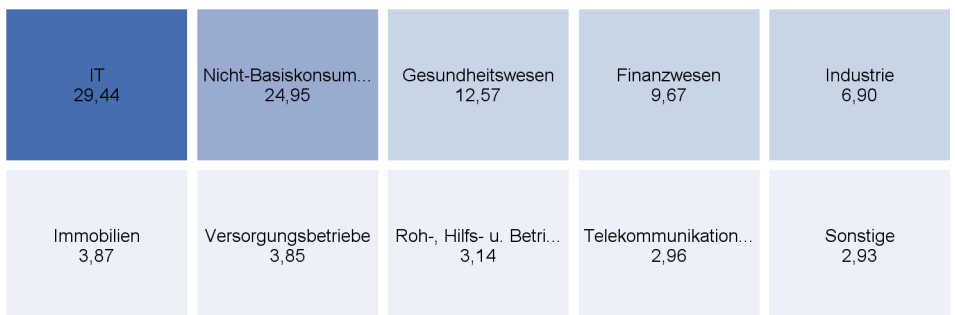 IT
29,44
Nicht-Basiskonsum...
24,95
Gesundheitswesen
12,57
Finanzwesen
9,67
Industrie
6,90
Immobilien
3,87
Versorgungsbetriebe
3,85
Roh-, Hilfs- u. Betri...
3,14
Telekommunikation...
2,96
Sonstige
2,93